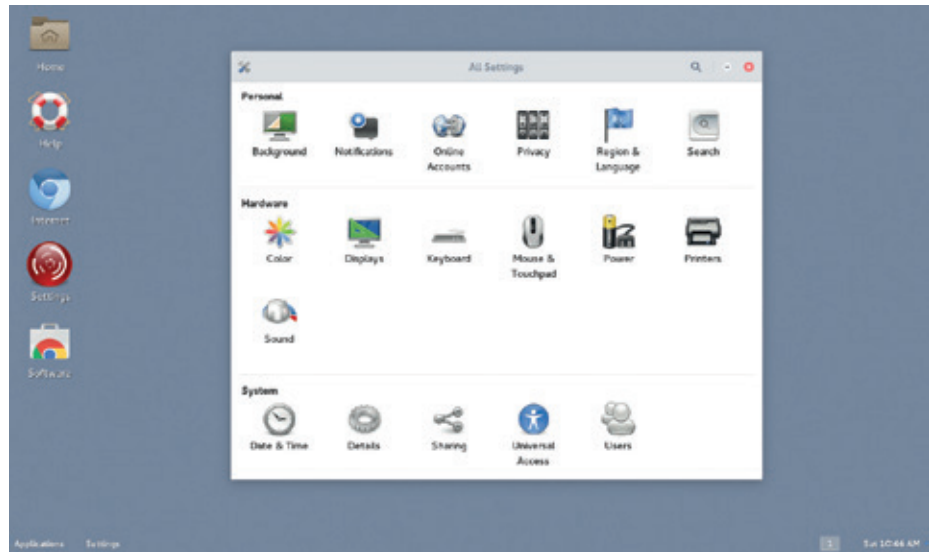 Home
Help
Internet
Settings
Software
All Settings
Personal
Background Notifications Online Accounts Privacy Region & Language Search
Hardware
Color Displays Keyboard Mouse & Touchpad Power Printers
Sound
System
Date & Time Details Sharing Universal Access Users
Applications Settings 1 Sat 10:46 AM